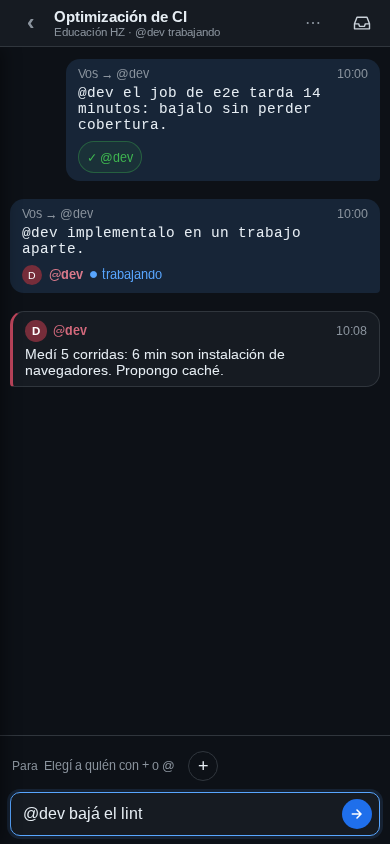 ‹ Optimización de CI ···
Educación HZ · @dev trabajando
Vos → @dev 10:00
@dev el job de e2e tarda 14
minutos: bajalo sin perder
cobertura.
✓ @dev
Vos → @dev 10:00
@dev implementalo en un trabajo
aparte.
D @dev ● trabajando
D @dev 10:08
Medí 5 corridas: 6 min son instalación de
navegadores. Propongo caché.
Para Elegí a quién con + o @ +
@dev bajá el lint →